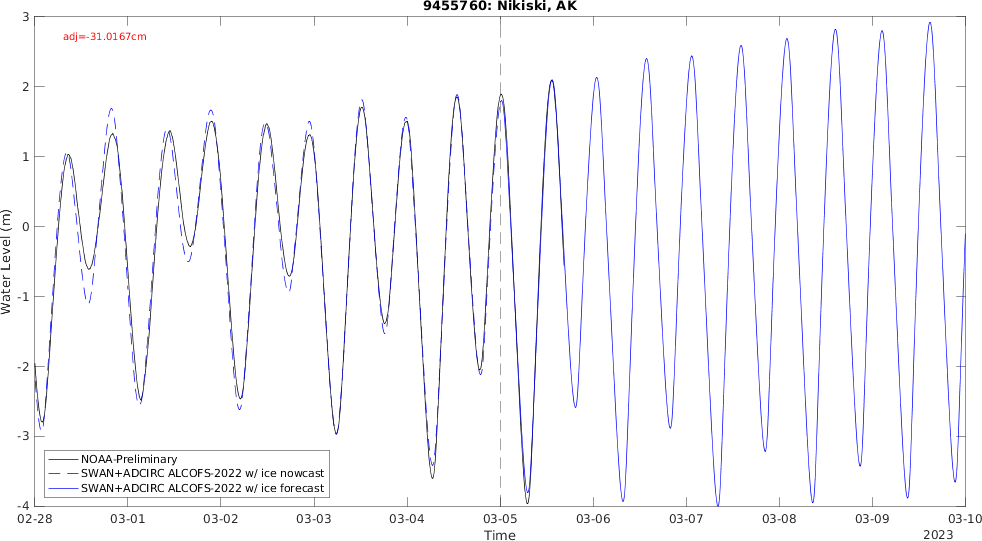 9455760: Nikiski, AK
adj=-31.0167cm
3
2
1
0
-1
-2
-3
-4
Water Level (m)
NOAA-Preliminary
SWAN+ADCIRC ALCOFS-2022 w/ ice nowcast
SWAN+ADCIRC ALCOFS-2022 w/ ice forecast
02-28 03-01 03-02 03-03 03-04 03-05 03-06 03-07 03-08 03-09 03-10
Time
2023